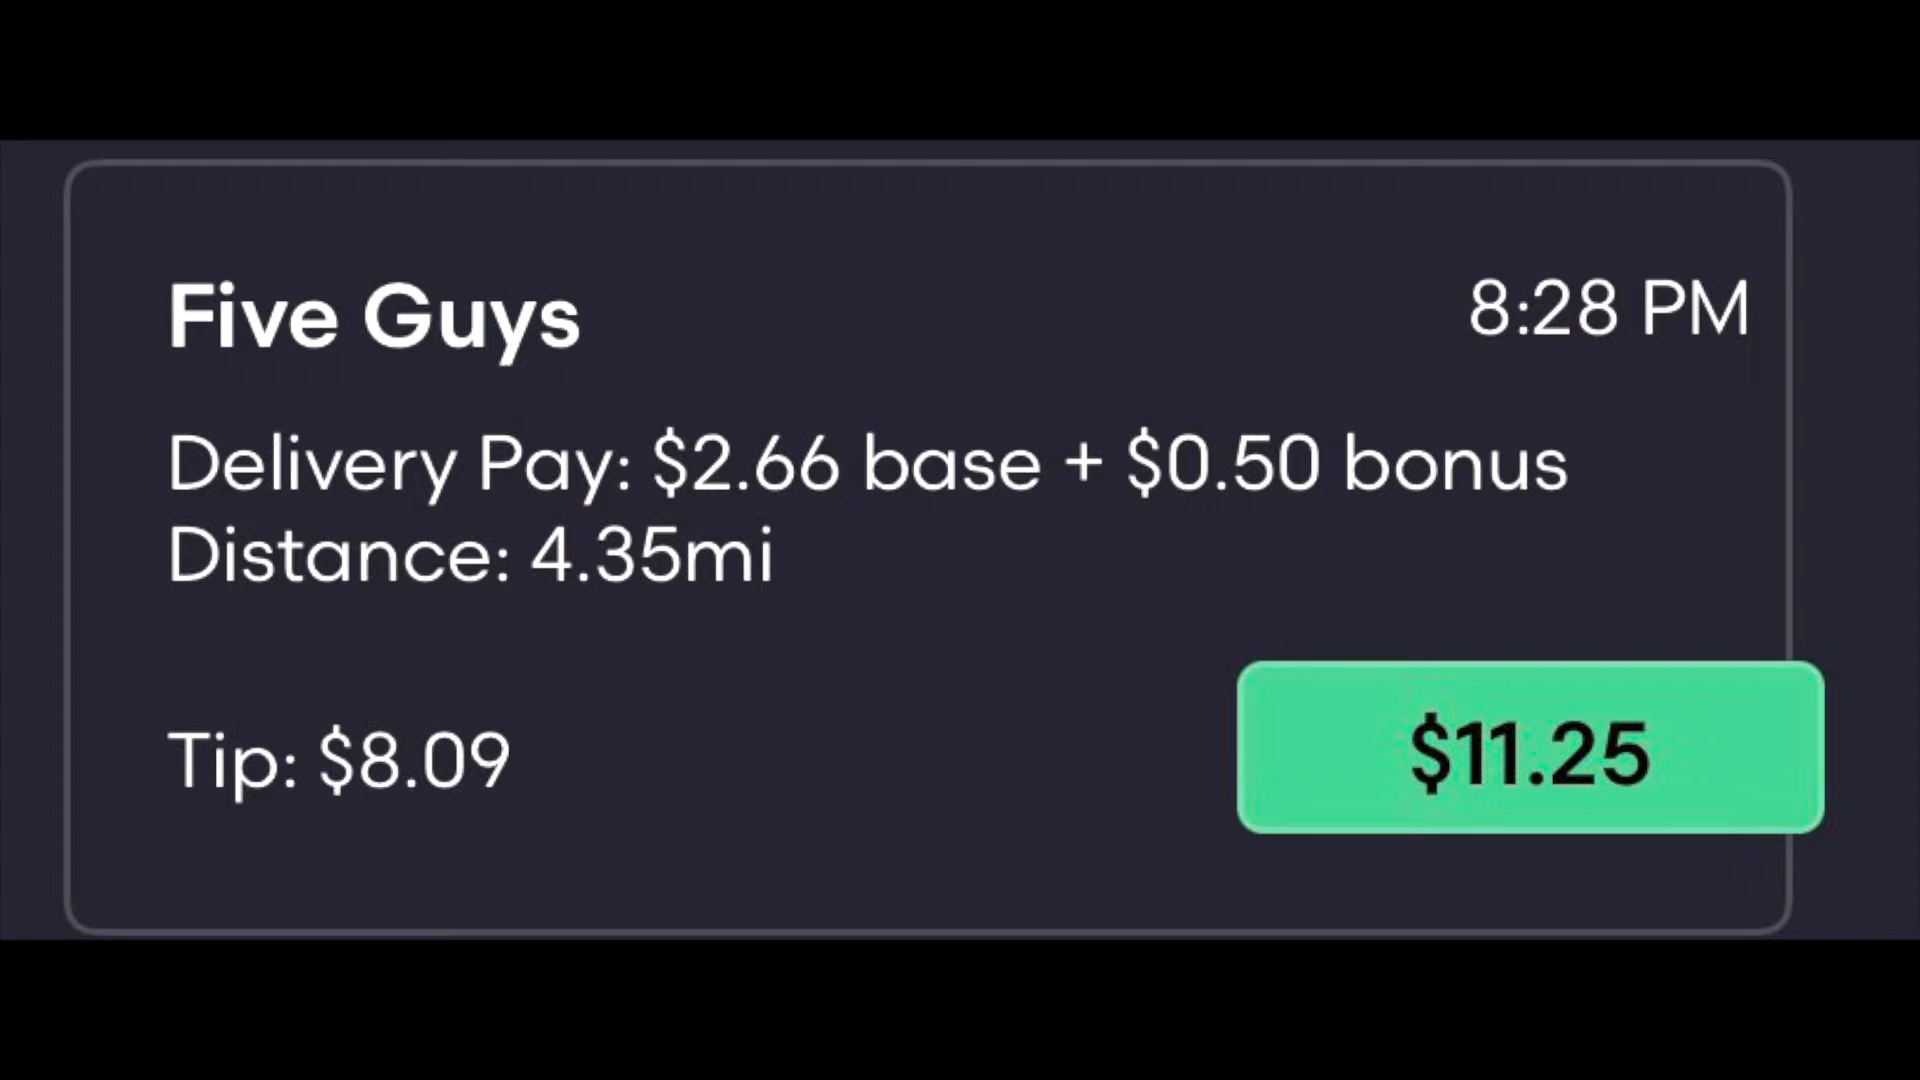 Five Guys
8:28 PM
Delivery Pay: $2.66 base + $0.50 bonus
Distance: 4.35mi
Tip: $8.09
$11.25